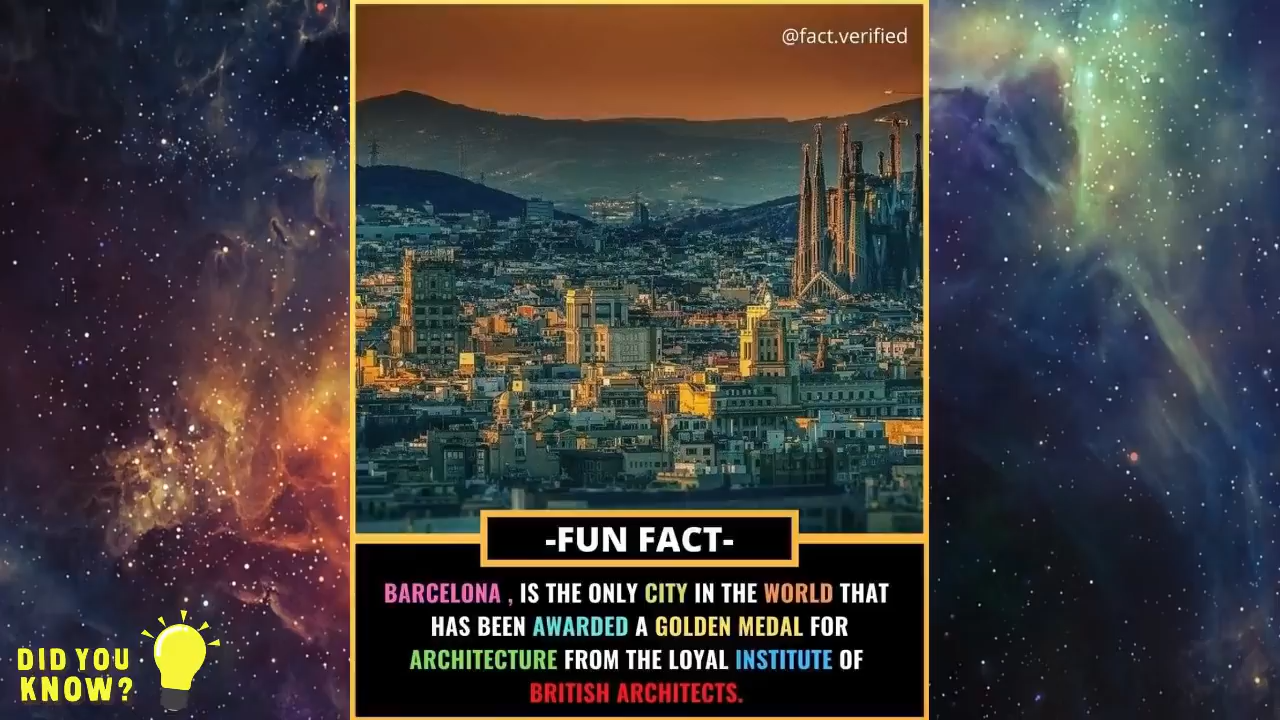 @fact.verified
-FUN FACT-
BARCELONA , IS THE ONLY CITY IN THE WORLD THAT
HAS BEEN AWARDED A GOLDEN MEDAL FOR
ARCHITECTURE FROM THE LOYAL INSTITUTE OF
BRITISH ARCHITECTS.
DID YOU
KNOW?